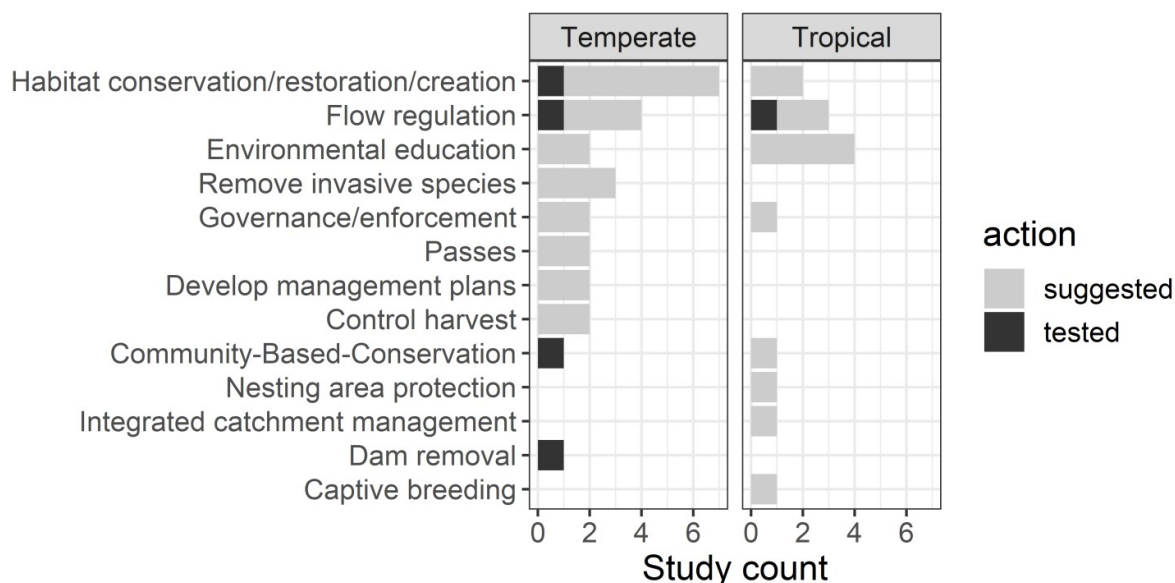 Temperate Tropical
Habitat conservation/restoration/creation
Flow regulation
Environmental education
Remove invasive species
Governance/enforcement
Passes
Develop management plans
Control harvest
Community-Based-Conservation
Nesting area protection
Integrated catchment management
Dam removal
Captive breeding
0 2 4 6 0 2 4 6
Study count
action
suggested
tested